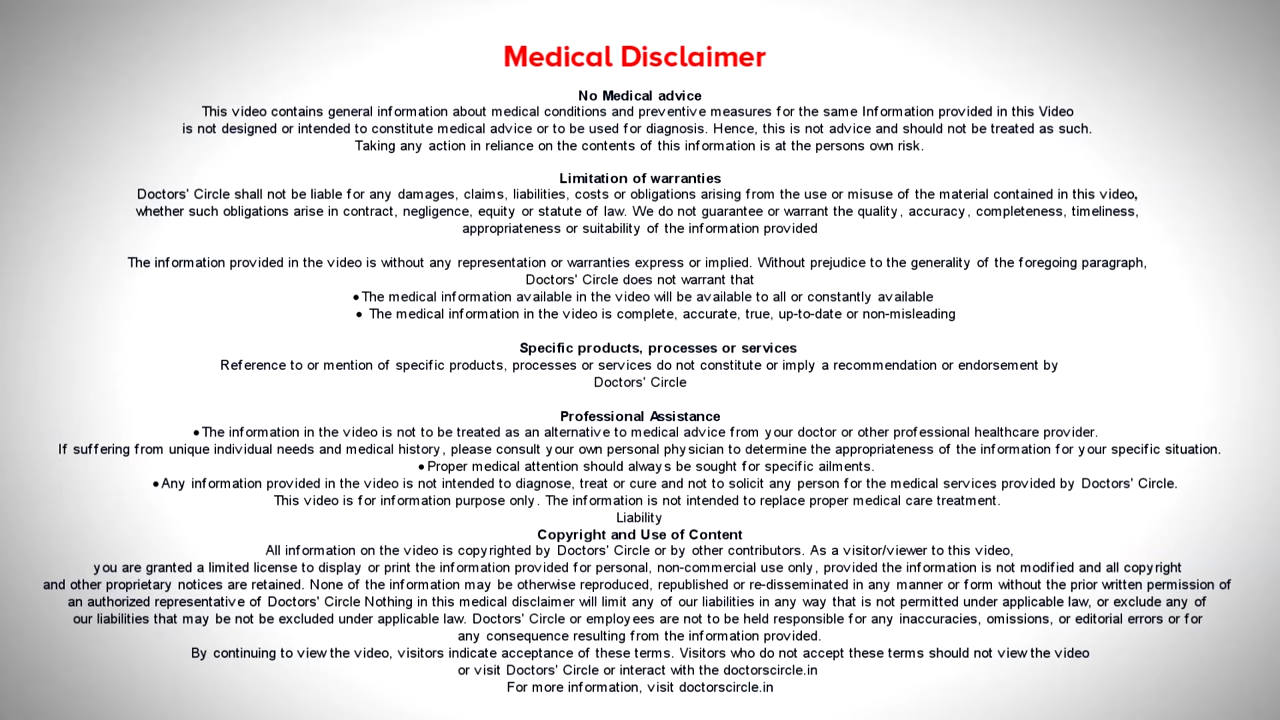 Medical Disclaimer
No Medical advice
This video contains general information about medical conditions and preventive measures for the same Information provided in this Video
is not designed or intended to constitute medical advice or to be used for diagnosis. Hence, this is not advice and should not be treated as such.
Taking any action in reliance on the contents of this information is at the persons own risk.
Limitation of warranties
Doctors' Circle shall not be liable for any damages, claims, liabilities, costs or obligations arising from the use or misuse of the material contained in this video,
whether such obligations arise in contract, negligence, equity or statute of law. We do not guarantee or warrant the quality, accuracy, completeness, timeliness,
appropriateness or suitability of the information provided
The information provided in the video is without any representation or warranties express or implied. Without prejudice to the generality of the foregoing paragraph,
Doctors' Circle does not warrant that
•The medical information available in the video will be available to all or constantly available
• The medical information in the video is complete, accurate, true, up-to-date or non-misleading
Specific products, processes or services
Reference to or mention of specific products, processes or services do not constitute or imply a recommendation or endorsement by
Doctors' Circle
Professional Assistance
•The information in the video is not to be treated as an alternative to medical advice from your doctor or other professional healthcare provider.
If suffering from unique individual needs and medical history, please consult your own personal physician to determine the appropriateness of the information for your specific situation.
•Proper medical attention should always be sought for specific ailments.
•Any information provided in the video is not intended to diagnose, treat or cure and not to solicit any person for the medical services provided by Doctors' Circle.
This video is for information purpose only. The information is not intended to replace proper medical care treatment.
Liability
Copyright and Use of Content
All information on the video is copyrighted by Doctors' Circle or by other contributors. As a visitor/viewer to this video,
you are granted a limited license to display or print the information provided for personal, non-commercial use only, provided the information is not modified and all copyright
and other proprietary notices are retained. None of the information may be otherwise reproduced, republished or re-disseminated in any manner or form without the prior written permission of
an authorized representative of Doctors' Circle Nothing in this medical disclaimer will limit any of our liabilities in any way that is not permitted under applicable law, or exclude any of
our liabilities that may be not be excluded under applicable law. Doctors' Circle or employees are not to be held responsible for any inaccuracies, omissions, or editorial errors or for
any consequence resulting from the information provided.
By continuing to view the video, visitors indicate acceptance of these terms. Visitors who do not accept these terms should not view the video
or visit Doctors' Circle or interact with the doctorscircle.in
For more information, visit doctorscircle.in